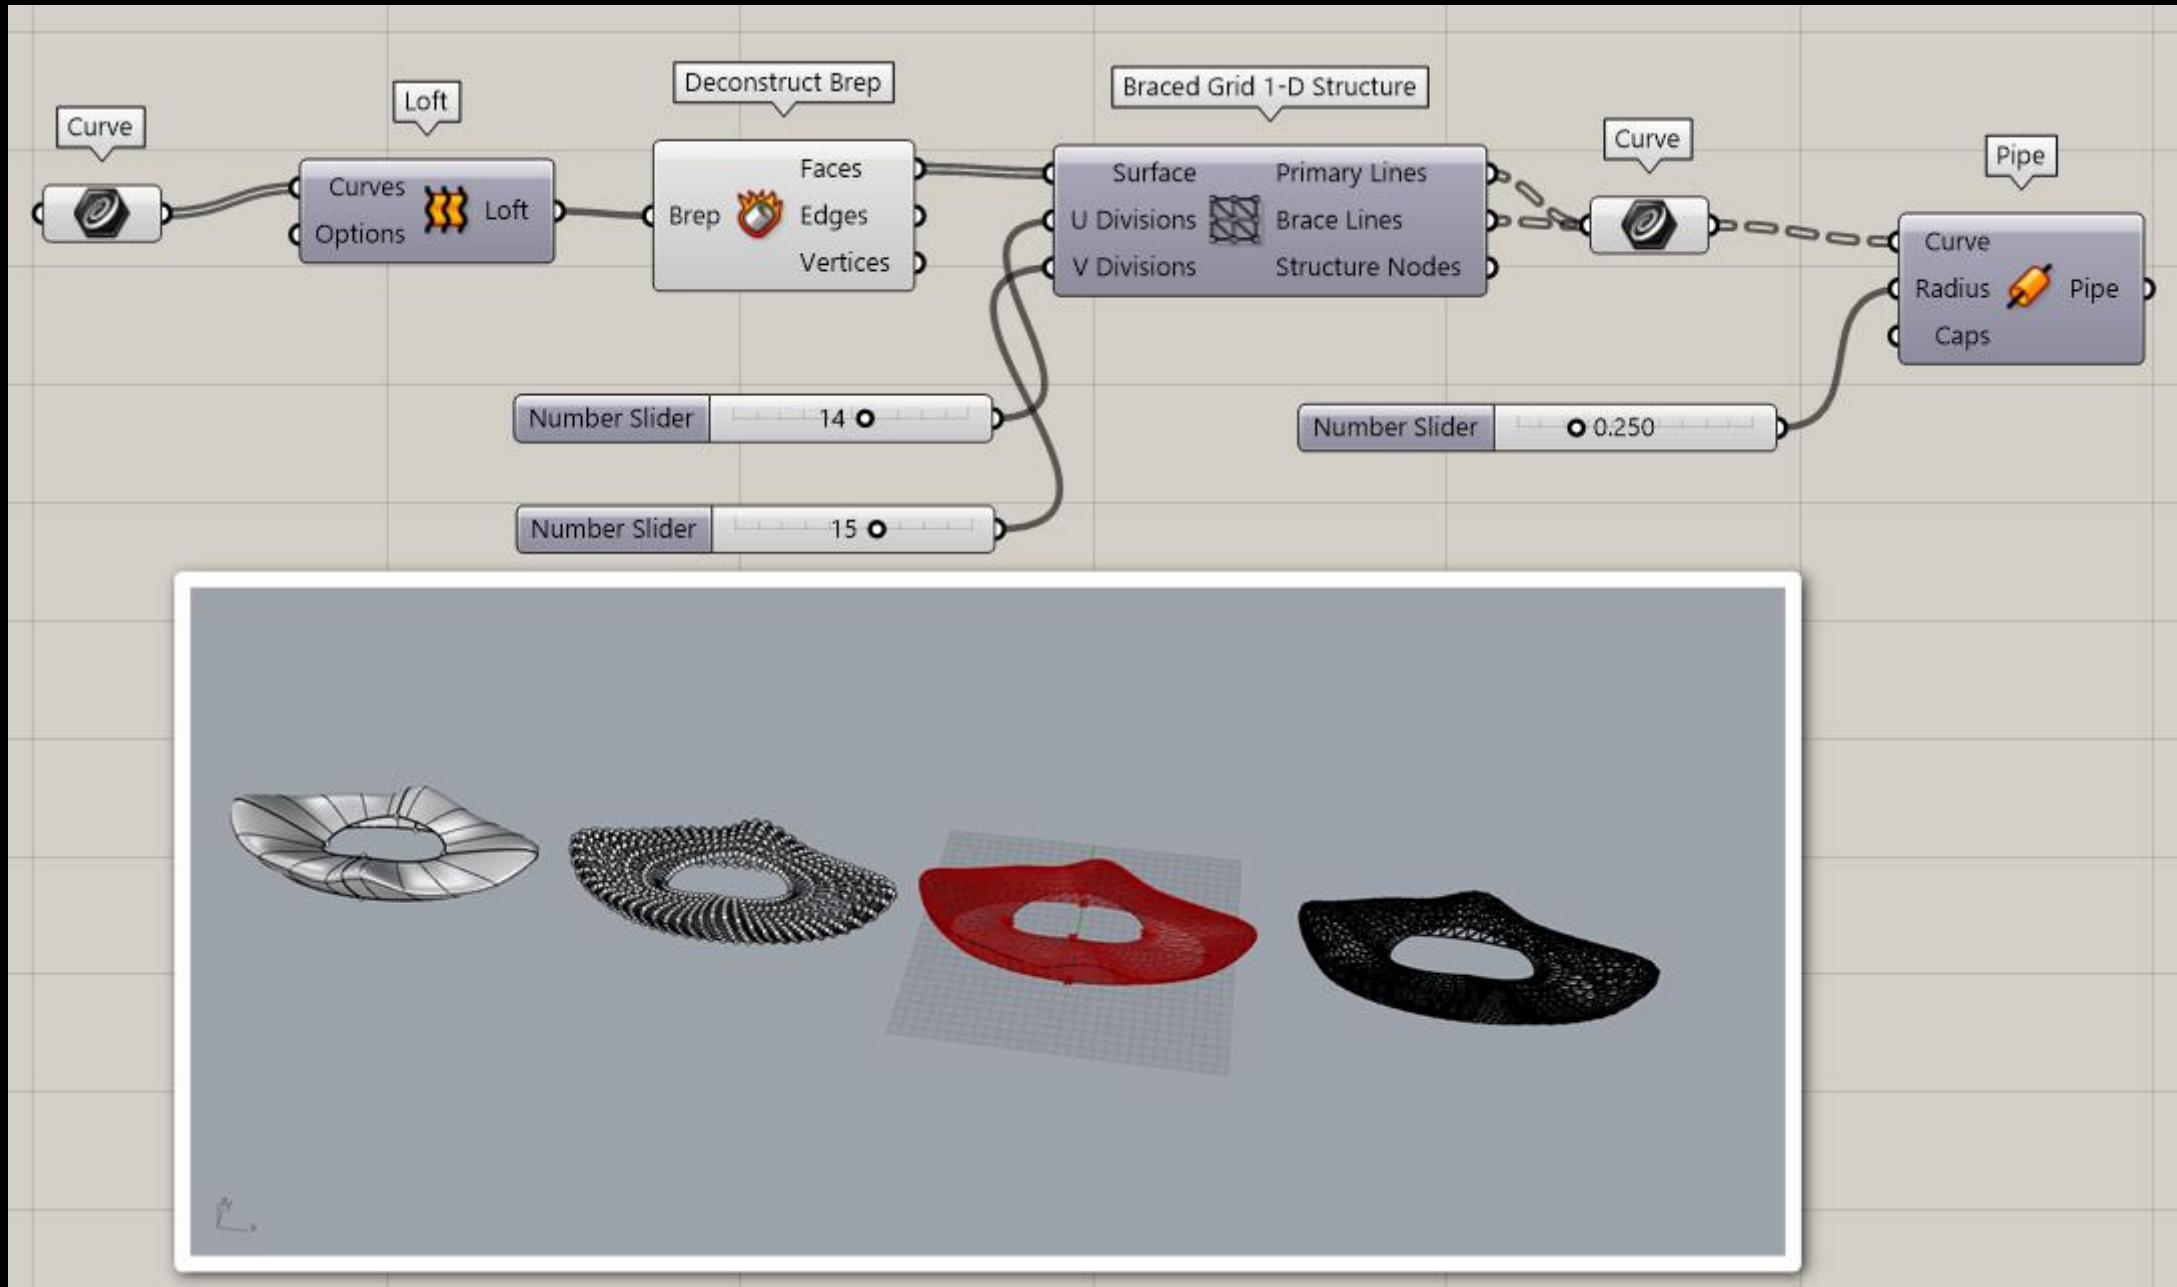 Curve
Loft
Deconstruct Brep
Braced Grid 1-D Structure
Curve
Pipe
Curves
Options
Loft
Brep
Faces
Edges
Vertices
Surface
U Divisions
V Divisions
Primary Lines
Brace Lines
Structure Nodes
Curve
Radius
Caps
Pipe
Number Slider 14
Number Slider 0.250
Number Slider 15